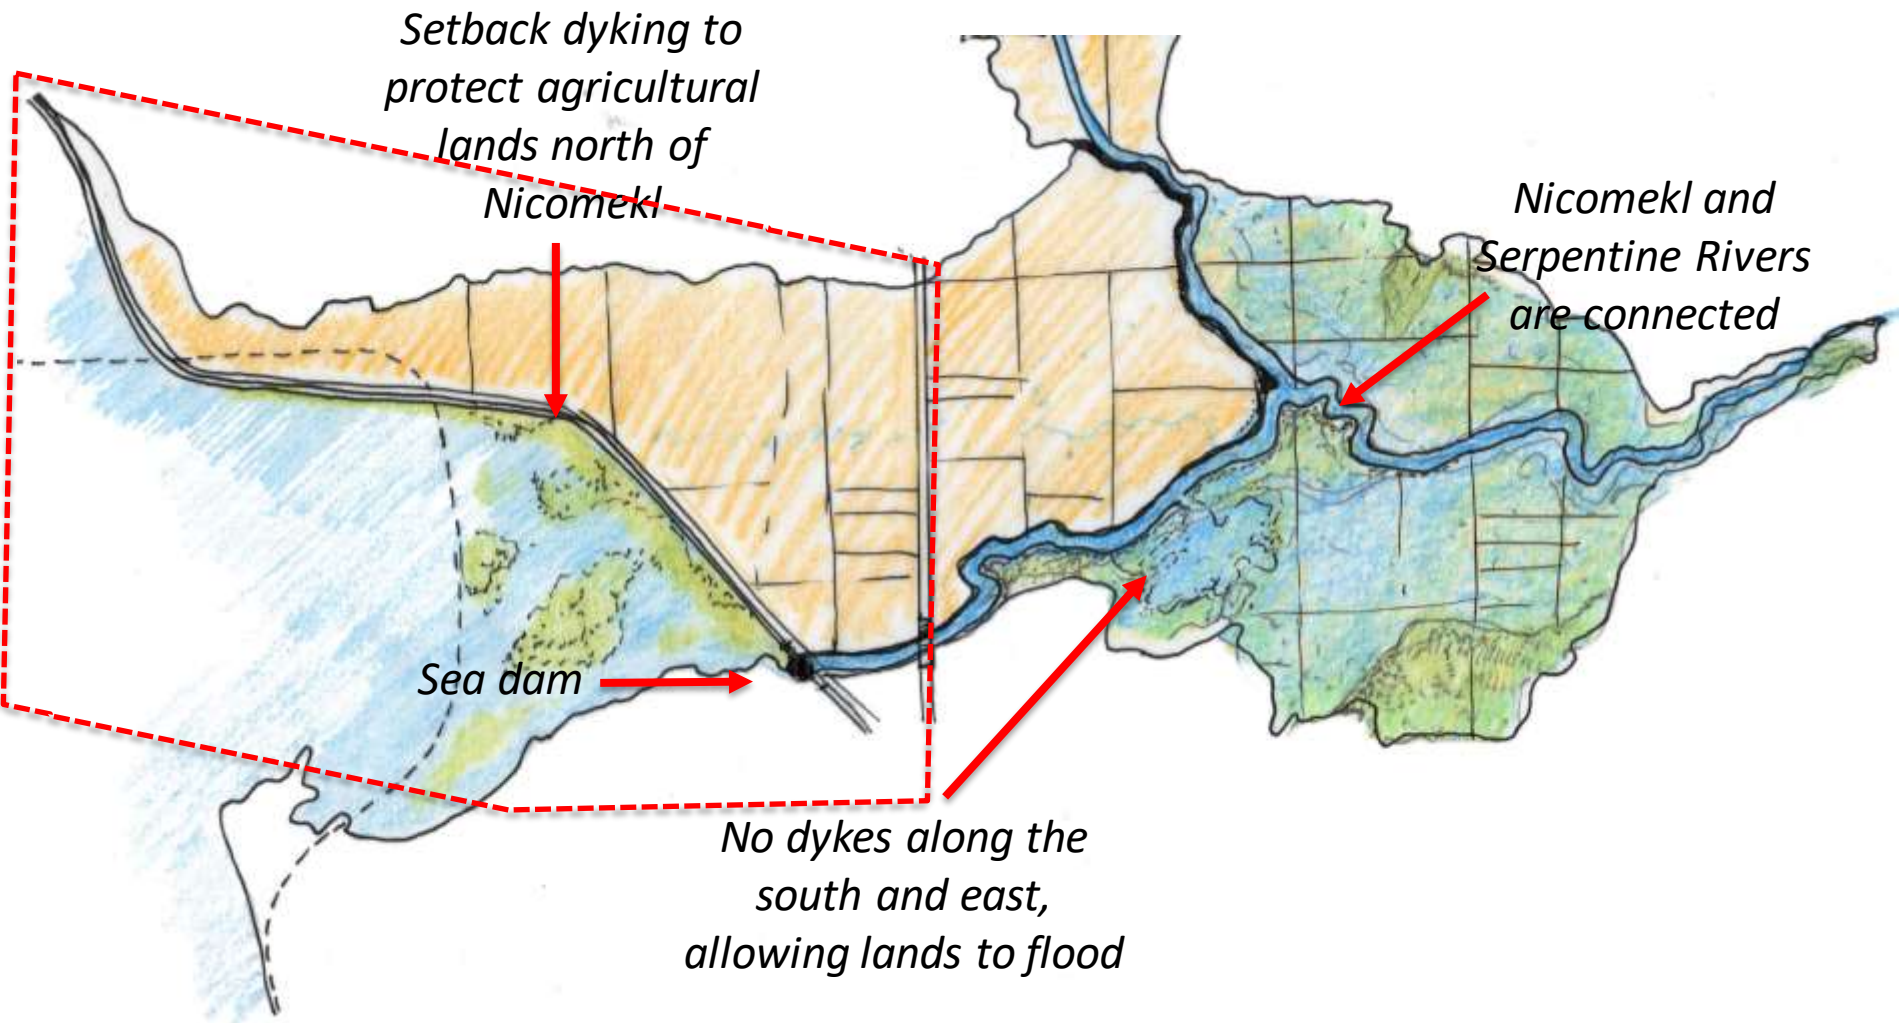 Setback dyking to
protect agricultural
lands north of
Nicomekl
Nicomekl and
Serpentine Rivers
are connected
Sea dam
No dykes along the
south and east,
allowing lands to flood